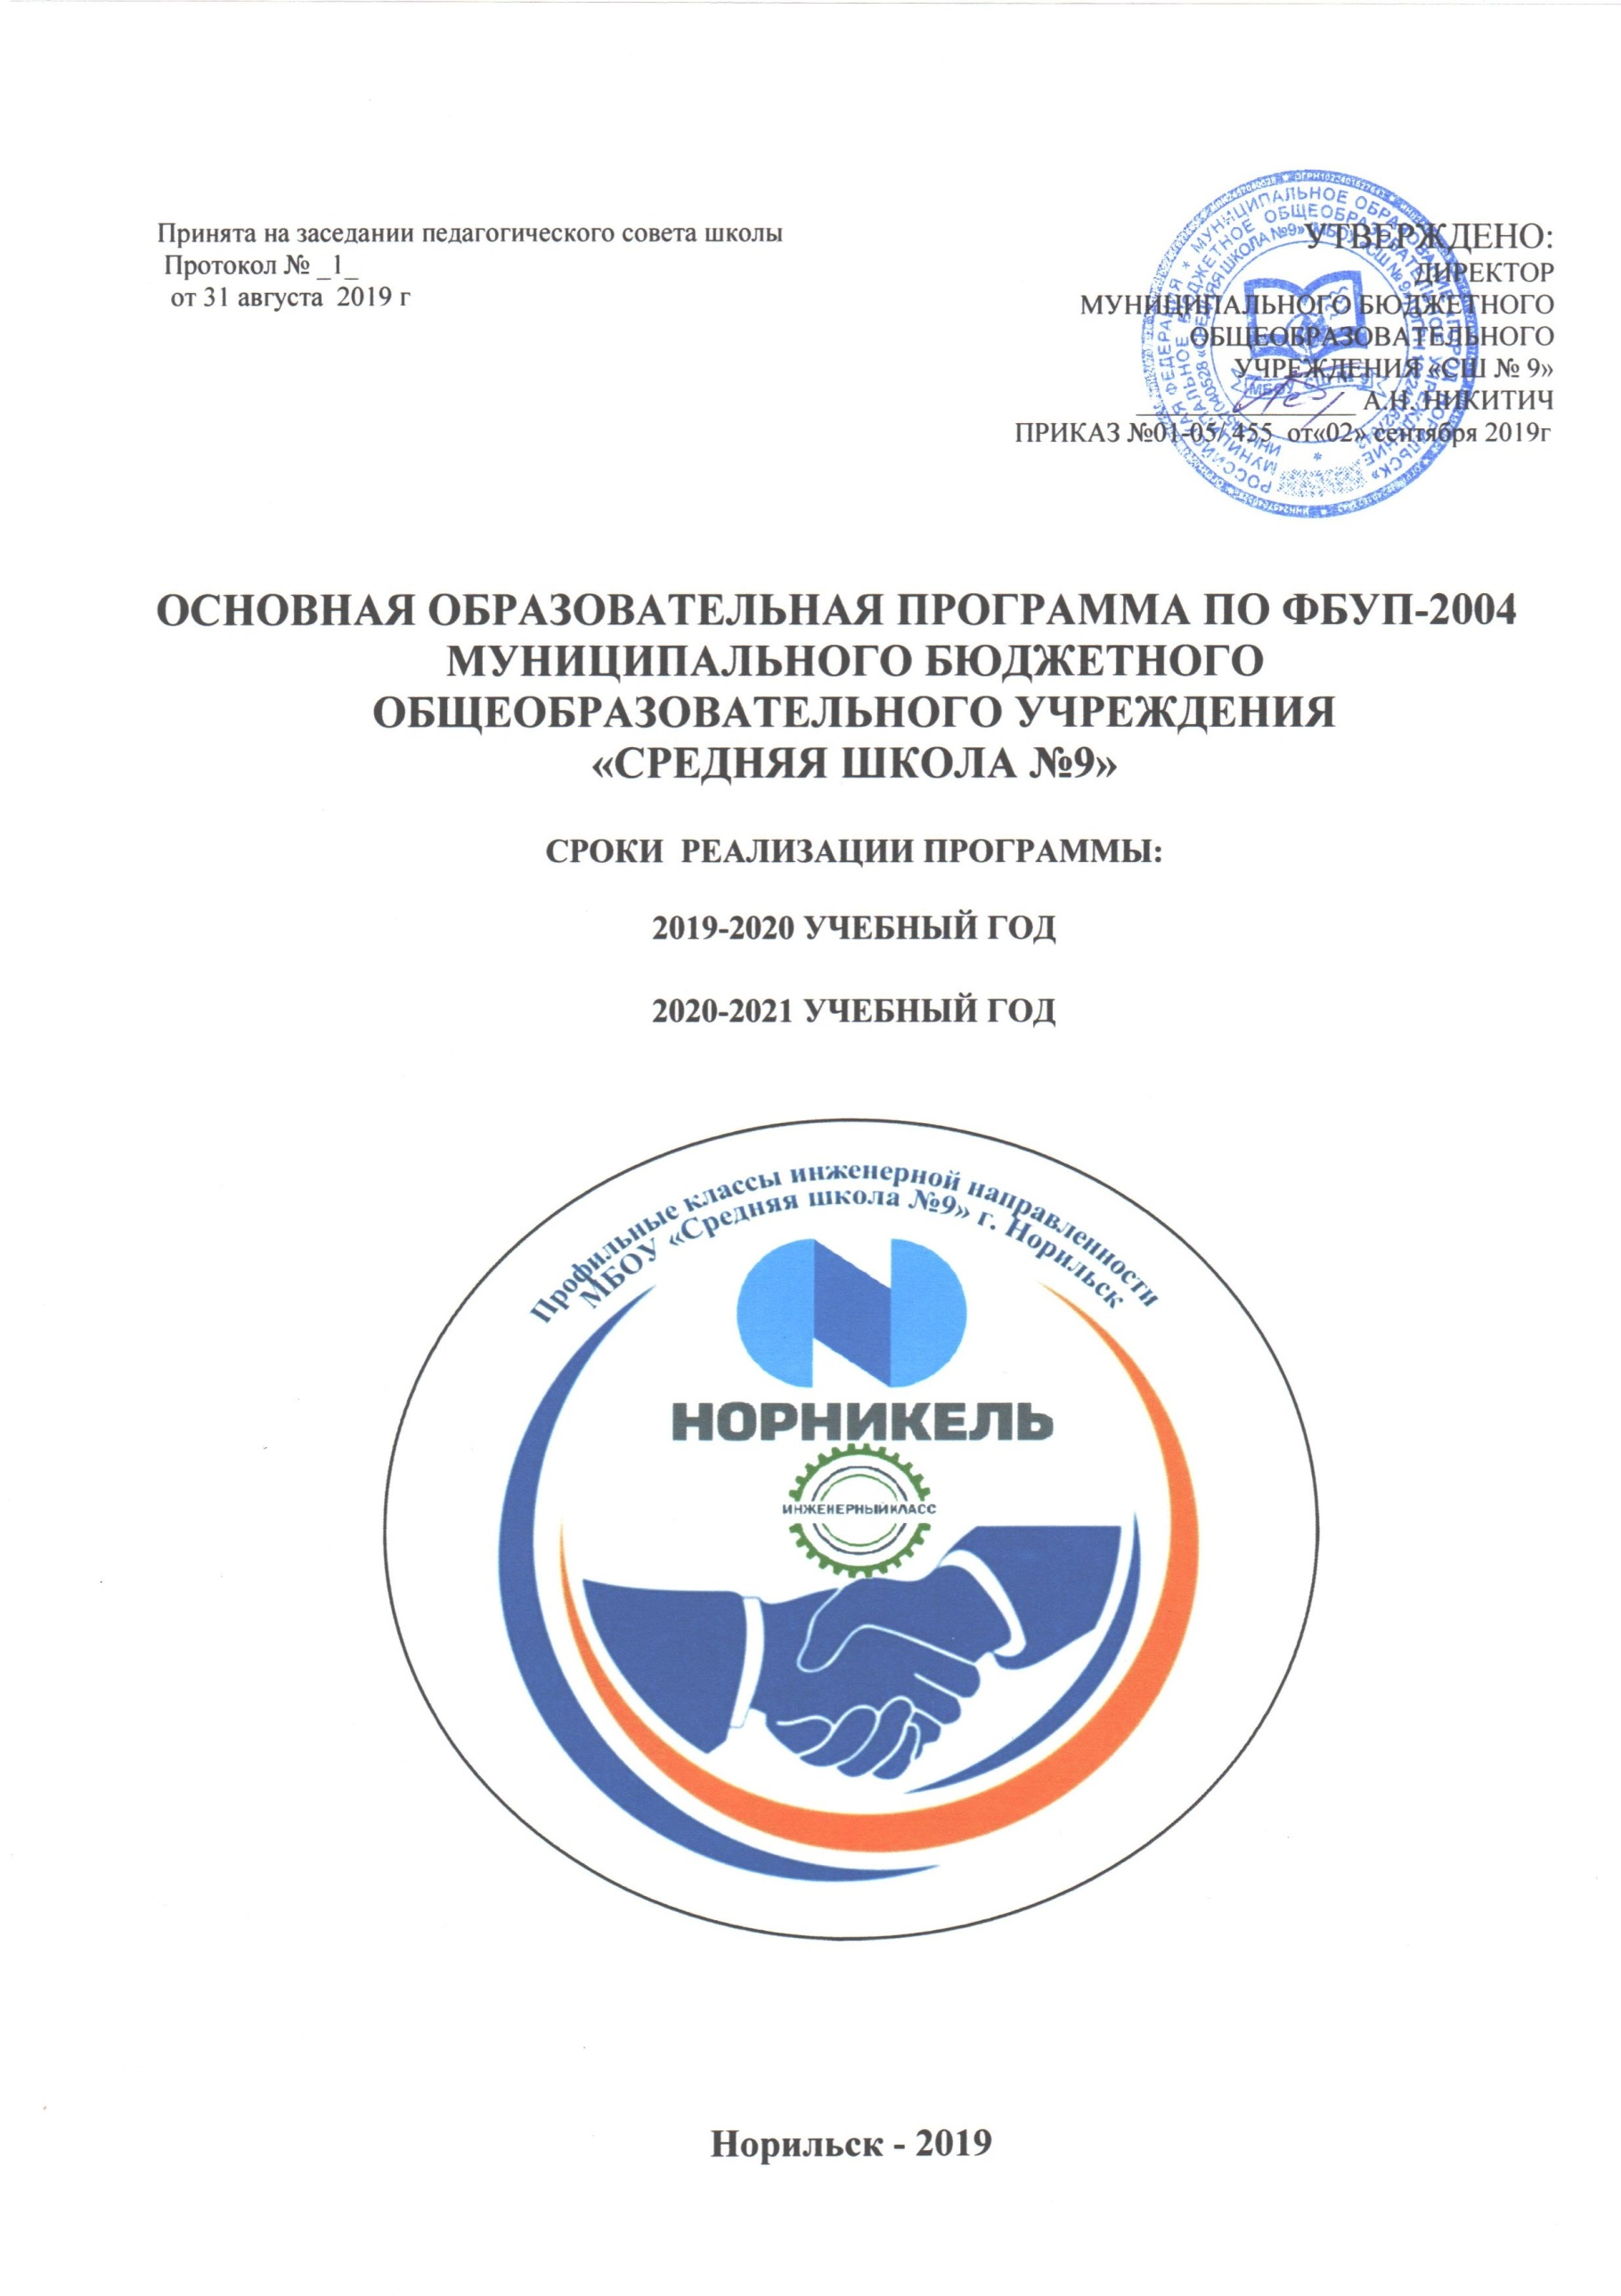 Принята на заседании педагогического совета школы
Протокол № _1_
от 31 августа 2019 г
УТВЕРЖДЕНО:
ДИРЕКТОР
МУНИЦИПАЛЬНОГО БЮДЖЕТНОГО
ОБЩЕОБРАЗОВАТЕЛЬНОГО
УЧРЕЖДЕНИЯ «СШ № 9»
А.Н. НИКИТИЧ
ПРИКАЗ №01-05/ 455 от«02» сентября 2019г
ОСНОВНАЯ ОБРАЗОВАТЕЛЬНАЯ ПРОГРАММА ПО ФБУП-2004
МУНИЦИПАЛЬНОГО БЮДЖЕТНОГО
ОБЩЕОБРАЗОВАТЕЛЬНОГО УЧРЕЖДЕНИЯ
«СРЕДНЯЯ ШКОЛА №9»
СРОКИ РЕАЛИЗАЦИИ ПРОГРАММЫ:
2019-2020 УЧЕБНЫЙ ГОД
2020-2021 УЧЕБНЫЙ ГОД
Профильные классы инженерной направленности
МБОУ «Средняя школа №9» г. Норильск
НОРНИКЕЛЬ
ИНЖЕНЕРНЫЙ КЛАСС
Норильск - 2019